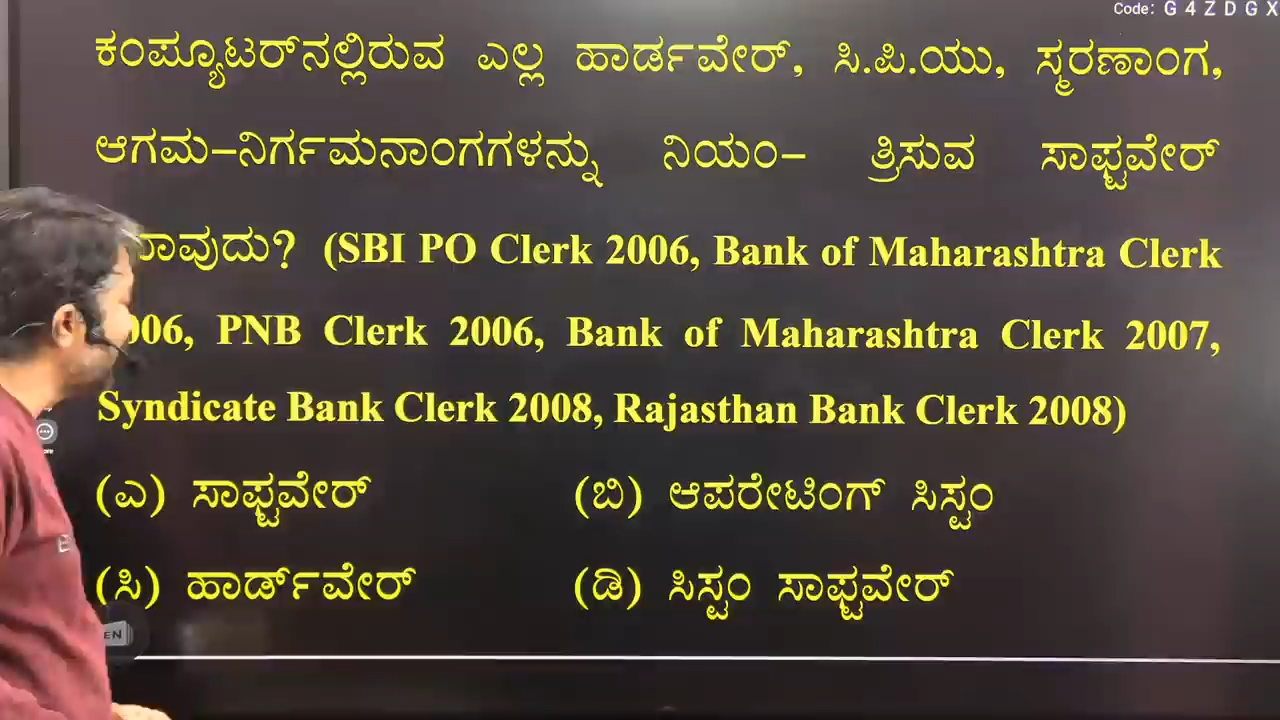 Code: G 4 Z D G X
ಕಂಪ್ಯೂಟರ್‌ನಲ್ಲಿರುವ ಎಲ್ಲ ಹಾರ್ಡವೇರ್, ಸಿ.ಪಿ.ಯು, ಸ್ಮರಣಾಂಗ,
ಆಗಮ–ನಿರ್ಗಮನಾಂಗಗಳನ್ನು ನಿಯಂ– ತ್ರಿಸುವ ಸಾಫ್ಟವೇರ್
(SBI PO Clerk 2006, Bank of Maharashtra Clerk
PNB Clerk 2006, Bank of Maharashtra Clerk 2007,
Syndicate Bank Clerk 2008, Rajasthan Bank Clerk 2008)
(ಎ) ಸಾಫ್ಟವೇರ್ (ಬಿ) ಆಪರೇಟಿಂಗ್ ಸಿಸ್ಟಂ
(ಸಿ) ಹಾರ್ಡ್‌ವೇರ್ (ಡಿ) ಸಿಸ್ಟಂ ಸಾಫ್ಟವೇರ್
EN